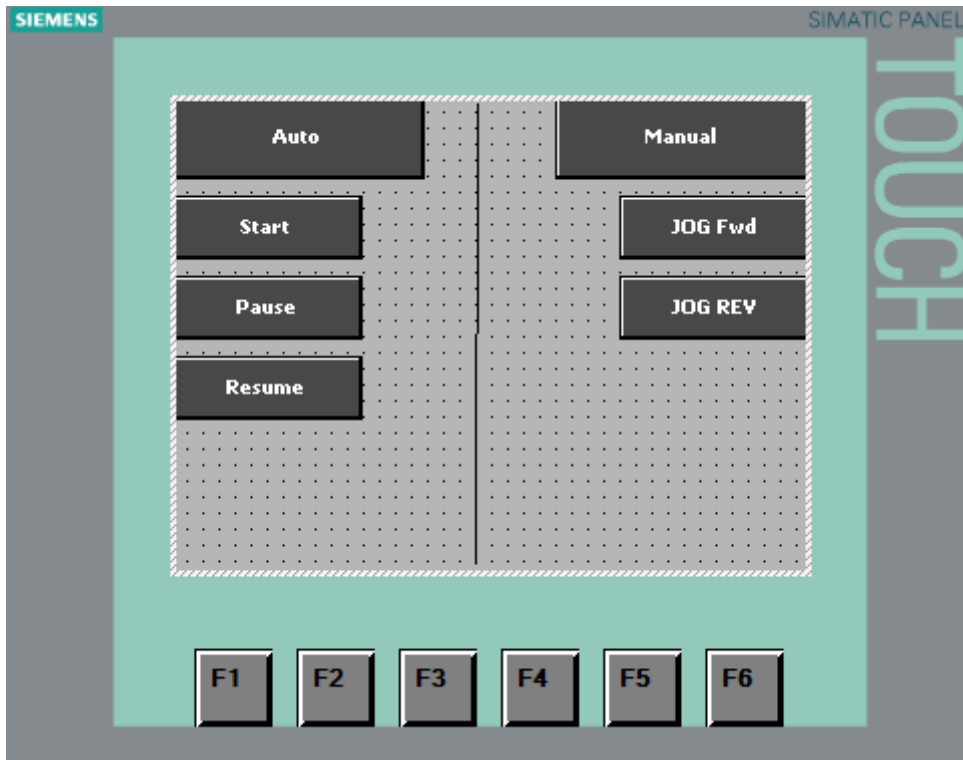 SIEMENS
SIMATIC PANEL
TOUCH
Auto
Manual
Start
JOG Fwd
Pause
JOG REV
Resume
F1
F2
F3
F4
F5
F6